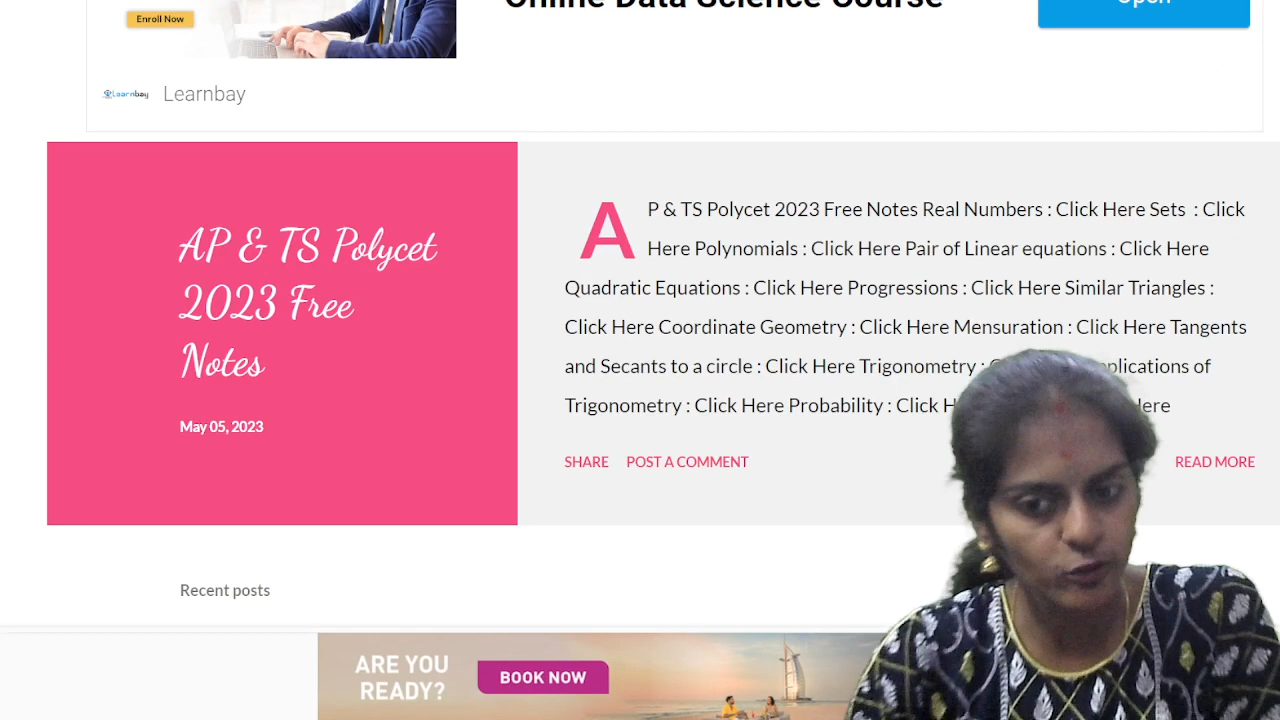 Enroll Now
Online Data Science Course
Open
Learnbay
Learnbay
AP & TS Polycet
2023 Free
Notes
May 05, 2023
AP & TS Polycet 2023 Free Notes Real Numbers : Click Here Sets : Click
Here Polynomials : Click Here Pair of Linear equations : Click Here
Quadratic Equations : Click Here Progressions : Click Here Similar Triangles :
Click Here Coordinate Geometry : Click Here Mensuration : Click Here Tangents
and Secants to a circle : Click Here Trigonometry : of
Trigonometry : Click Here Probability : Click
SHARE POST A COMMENT READ MORE
Recent posts
ARE YOU
READY?
BOOK NOW